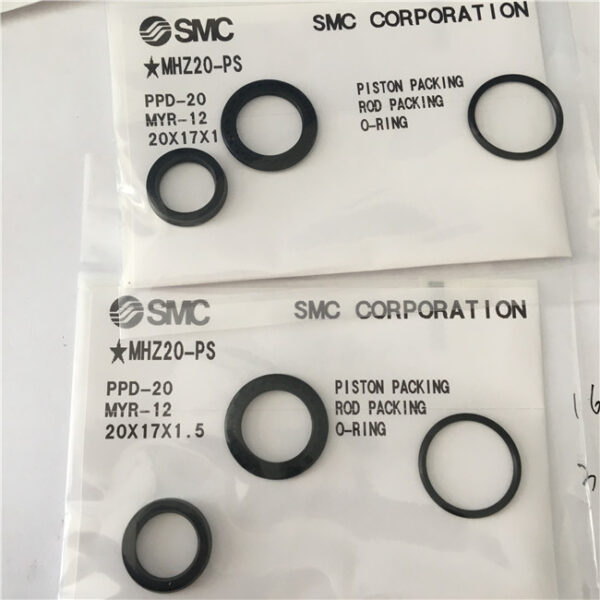 SMC SMC CORPORATION
★MHZ20-PS
PPD-20 PISTON PACKING
MYR-12 ROD PACKING
20X17X1 O-RING
SMC SMC CORPORATION
★MHZ20-PS
PPD-20 PISTON PACKING
MYR-12 ROD PACKING
20X17X1.5 O-RING
16